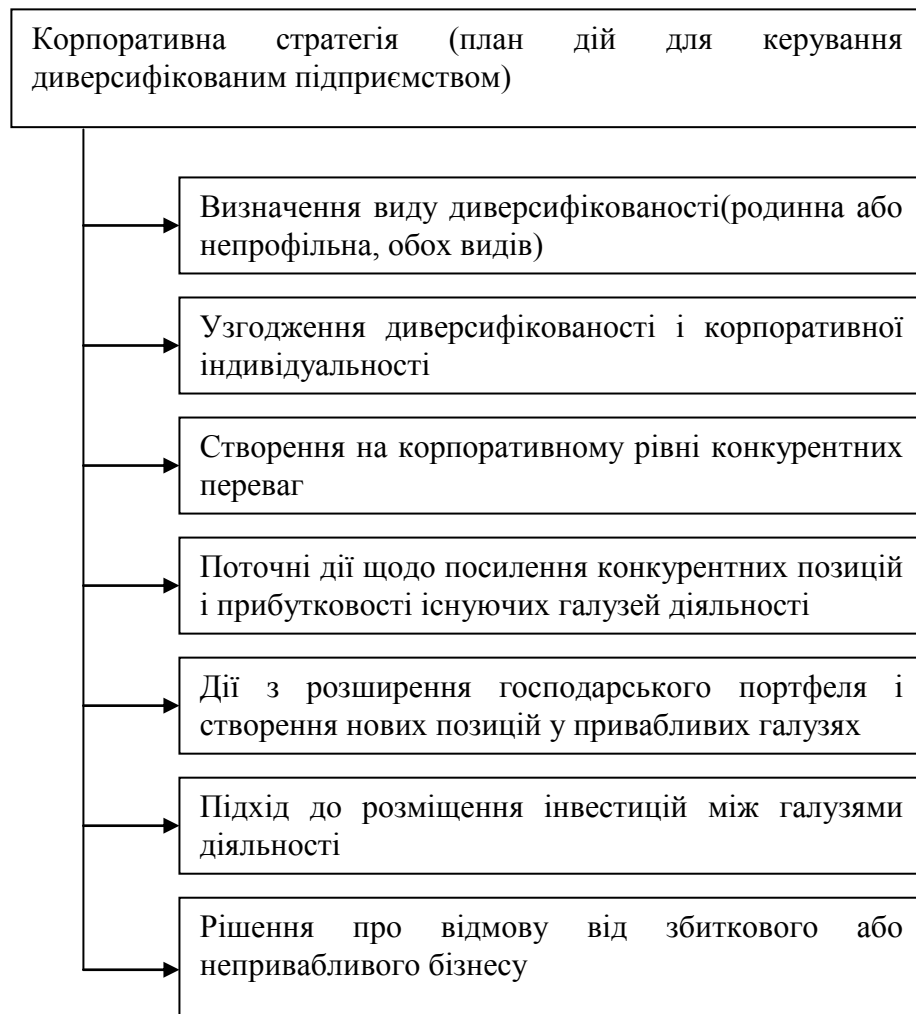 Корпоративна стратегія (план дій для керування
диверсифікованим підприємством)
Визначення виду диверсифікованості(родинна або
непрофільна, обох видів)
Узгодження диверсифікованості і корпоративної
індивідуальності
Створення на корпоративному рівні конкурентних
переваг
Поточні дії щодо посилення конкурентних позицій
і прибутковості існуючих галузей діяльності
Дії з розширення господарського портфеля і
створення нових позицій у привабливих галузях
Підхід до розміщення інвестицій між галузями
діяльності
Рішення про відмову від збиткового або
непривабливого бізнесу